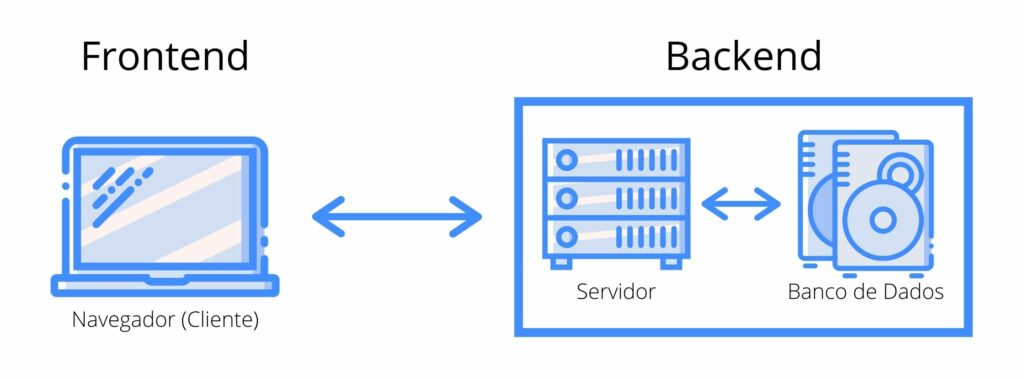 Frontend
Backend
Navegador (Cliente)
Servidor
Banco de Dados